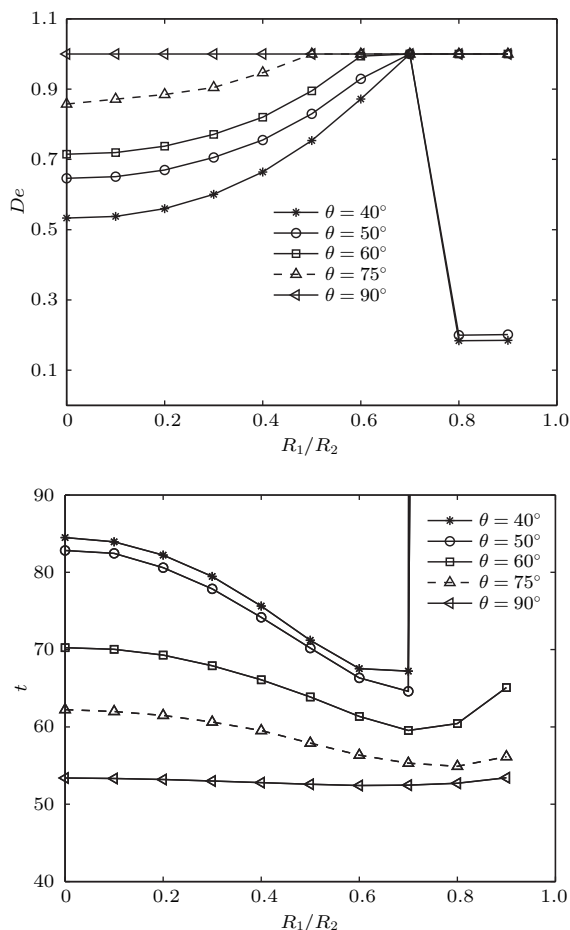 1.1
0.9
0.7
0.5
0.3
0.1
De
θ = 40°
θ = 50°
θ = 60°
θ = 75°
θ = 90°
0 0.2 0.4 0.6 0.8 1.0
R₁/R₂
90
80
70
60
50
40
t
θ = 40°
θ = 50°
θ = 60°
θ = 75°
θ = 90°
0 0.2 0.4 0.6 0.8 1.0
R₁/R₂